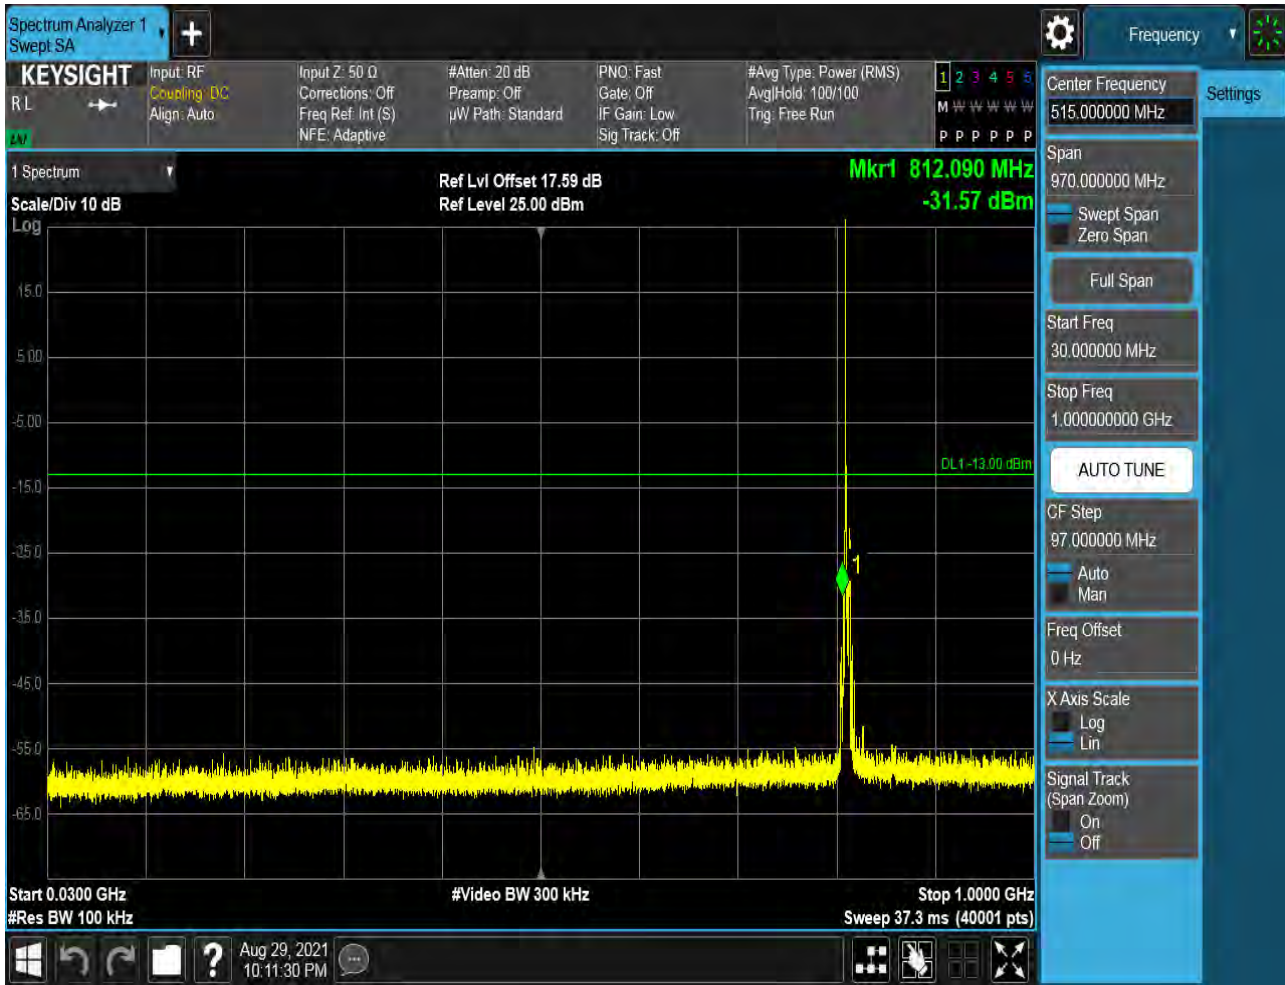 Spectrum Analyzer 1
Swept SA
+
Frequency
KEYSIGHT
R L
LNI
Input: RF
Coupling: DC
Align: Auto
Input Z: 50 Ω
Corrections: Off
Freq Ref: Int (S)
NFE: Adaptive
#Atten: 20 dB
Preamp: Off
µW Path: Standard
PNO: Fast
Gate: Off
IF Gain: Low
Sig Track: Off
#Avg Type: Power (RMS)
Avg|Hold: 100/100
Trig: Free Run
1 2 3 4 5 6
M W W W W W
P P P P P P
1 Spectrum
Scale/Div 10 dB
Log
Ref Lvl Offset 17.59 dB
Ref Level 25.00 dBm
Mkr1 812.090 MHz
-31.57 dBm
15.0
5.00
-5.00
-15.0
-25.0
-35.0
-45.0
-55.0
-65.0
DL1 -13.00 dBm
1
Start 0.0300 GHz
#Res BW 100 kHz
#Video BW 300 kHz
Stop 1.0000 GHz
Sweep 37.3 ms (40001 pts)
Center Frequency
515.000000 MHz
Settings
Span
970.000000 MHz
Swept Span
Zero Span
Full Span
Start Freq
30.000000 MHz
Stop Freq
1.000000000 GHz
AUTO TUNE
CF Step
97.000000 MHz
Auto
Man
Freq Offset
0 Hz
X Axis Scale
Log
Lin
Signal Track
(Span Zoom)
On
Off
?
Aug 29, 2021
10:11:30 PM